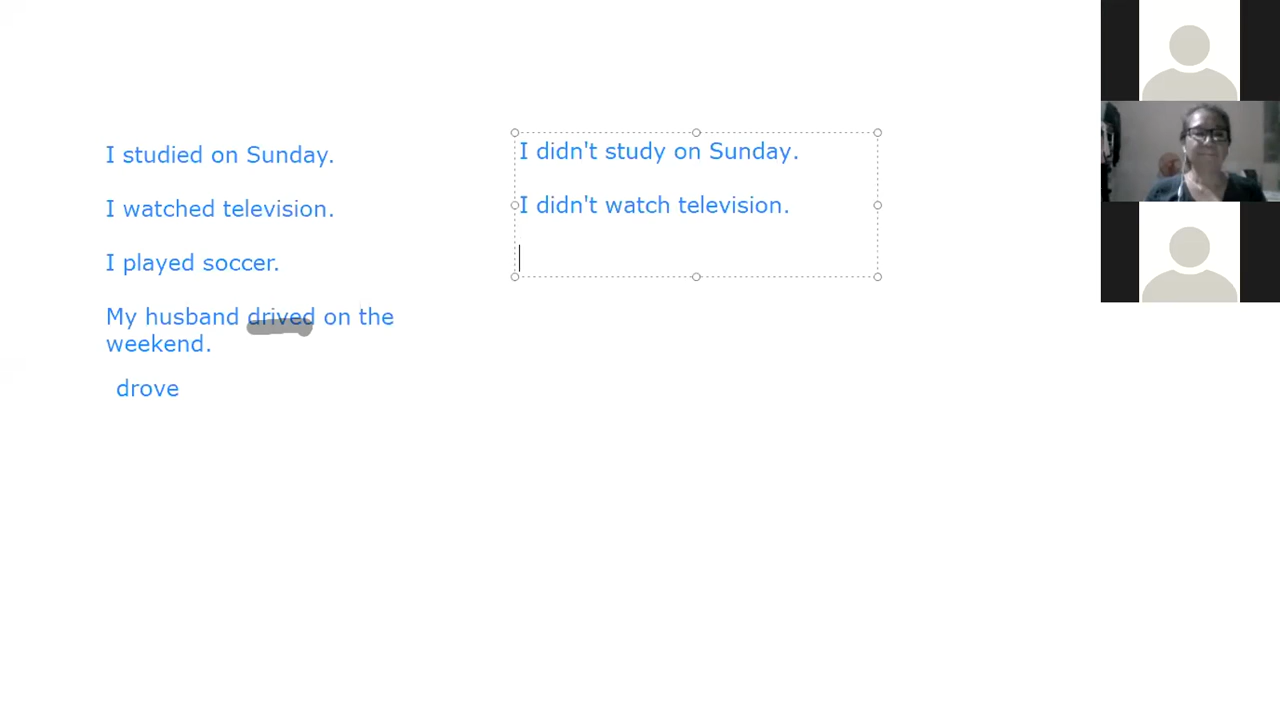 I studied on Sunday.
I watched television.
I played soccer.
My husband drived on the
weekend.
drove
I didn't study on Sunday.
I didn't watch television.